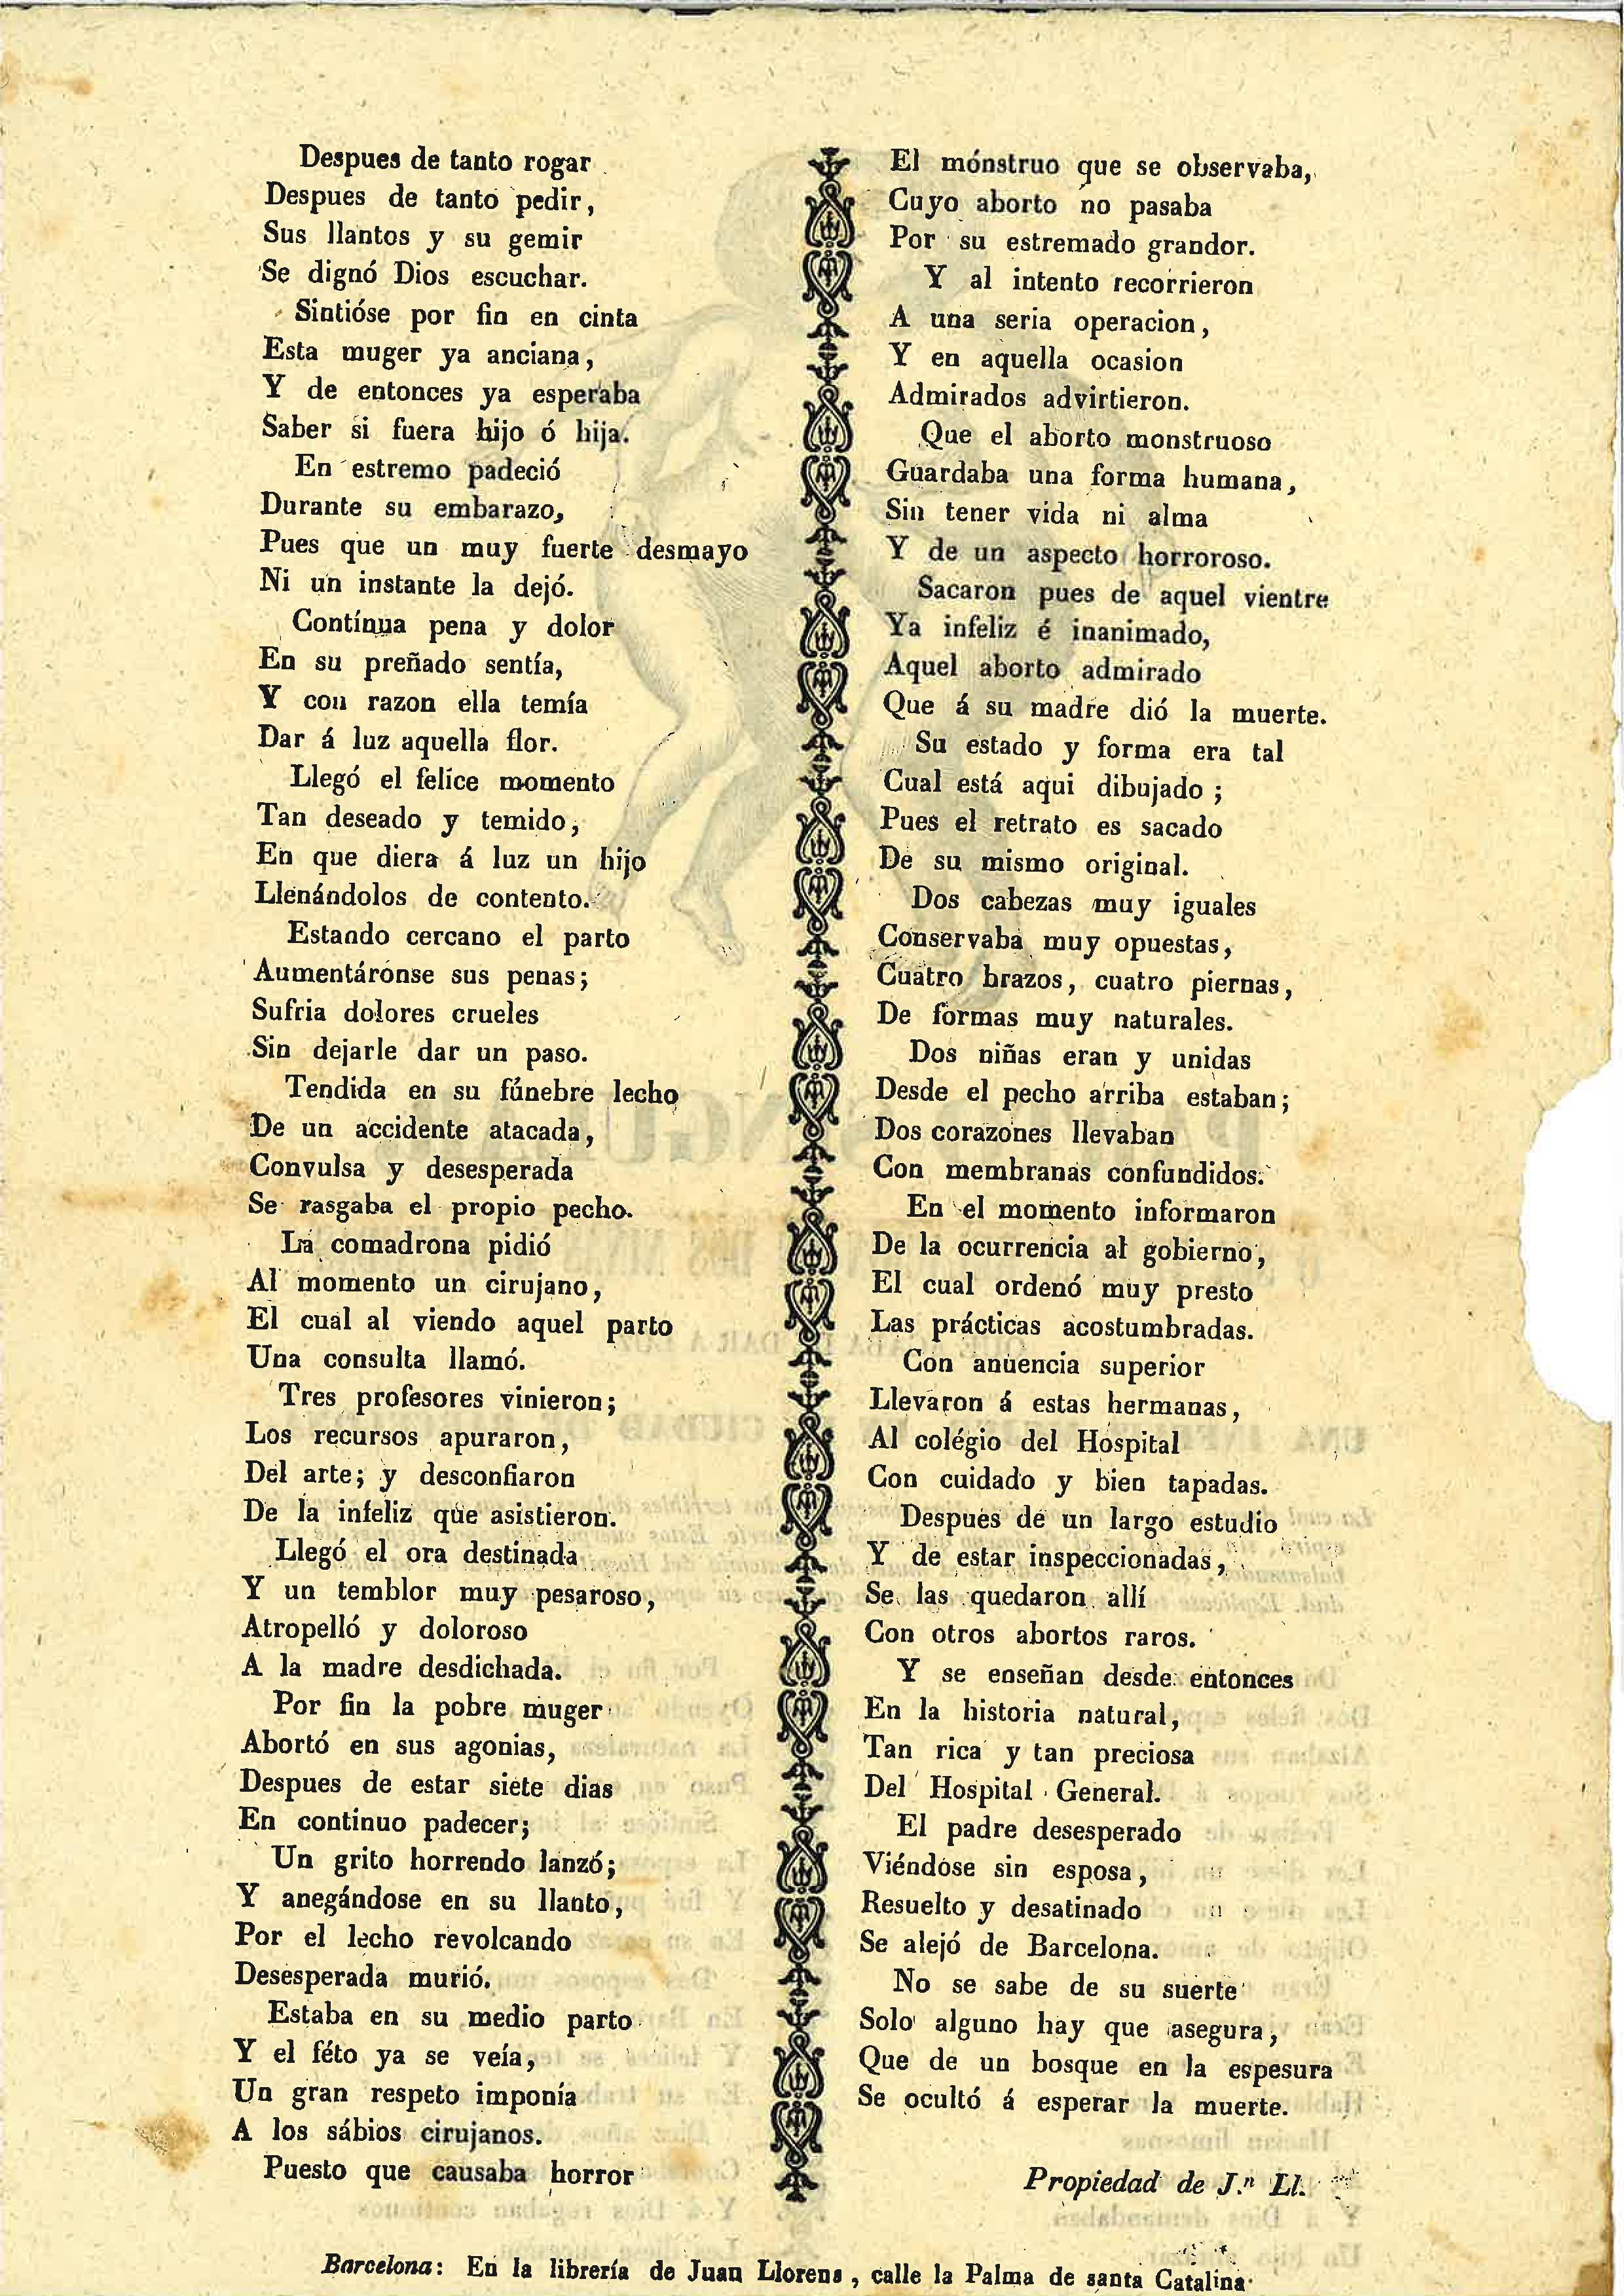 Despues de tanto rogar
Despues de tanto pedir,
Sus llantos y su gemir
Se dignó Dios escuchar.
Sintióse por fin en cinta
Esta muger ya anciana,
Y de entonces ya esperaba
Saber si fuera hijo ó hija.
En estremo padeció
Durante su embarazo,
Pues que un muy fuerte desmayo
Ni un instante la dejó.
Contínua pena y dolor
En su preñado sentía,
Y con razon ella temía
Dar á luz aquella flor.
Llegó el felice momento
Tan deseado y temido,
En que diera á luz un hijo
Llenándolos de contento.
Estando cercano el parto
Aumentáronse sus penas;
Sufria dolores crueles
Sin dejarle dar un paso.
Tendida en su fúnebre lecho
De un accidente atacada,
Convulsa y desesperada
Se rasgaba el propio pecho.
La comadrona pidió
Al momento un cirujano,
El cual al viendo aquel parto
Una consulta llamó.
Tres profesores vinieron;
Los recursos apuraron,
Del arte; y desconfiaron
De la infeliz que asistieron.
Llegó el ora destinada
Y un temblor muy pesaroso,
Atropelló y doloroso
A la madre desdichada.
Por fin la pobre muger
Abortó en sus agonias,
Despues de estar siete dias
En continuo padecer;
Un grito horrendo lanzó;
Y anegándose en su llanto,
Por el lecho revolcando
Desesperada murió.
Estaba en su medio parto
Y el féto ya se veía,
Un gran respeto imponía
A los sábios cirujanos.
Puesto que causaba horror
El mónstruo que se observaba,
Cuyo aborto no pasaba
Por su estremado grandor.
Y al intento recorrieron
A una seria operacion,
Y en aquella ocasion
Admirados advirtieron.
Que el aborto monstruoso
Guardaba una forma humana,
Sin tener vida ni alma
Y de un aspecto horroroso.
Sacaron pues de aquel vientre
Ya infeliz é inanimado,
Aquel aborto admirado
Que á su madre dió la muerte.
Su estado y forma era tal
Cual está aqui dibujado;
Pues el retrato es sacado
De su mismo original.
Dos cabezas muy iguales
Conservaba muy opuestas,
Cuatro brazos, cuatro piernas,
De formas muy naturales.
Dos niñas eran y unidas
Desde el pecho arriba estaban;
Dos corazones llevaban
Con membranas confundidos.
En el momento informaron
De la ocurrencia al gobierno,
El cual ordenó muy presto
Las prácticas acostumbradas.
Con anuencia superior
Llevaron á estas hermanas,
Al colégio del Hospital
Con cuidado y bien tapadas.
Despues de un largo estudio
Y de estar inspeccionadas,
Se las quedaron allí
Con otros abortos raros.
Y se enseñan desde entonces
En la historia natural,
Tan rica y tan preciosa
Del Hospital General.
El padre desesperado
Viéndose sin esposa,
Resuelto y desatinado
Se alejó de Barcelona.
No se sabe de su suerte
Solo alguno hay que asegura,
Que de un bosque en la espesura
Se ocultó á esperar la muerte.
Propiedad de J.n Ll.
Barcelona: En la librería de Juan Llorens, calle la Palma de santa Catalina.